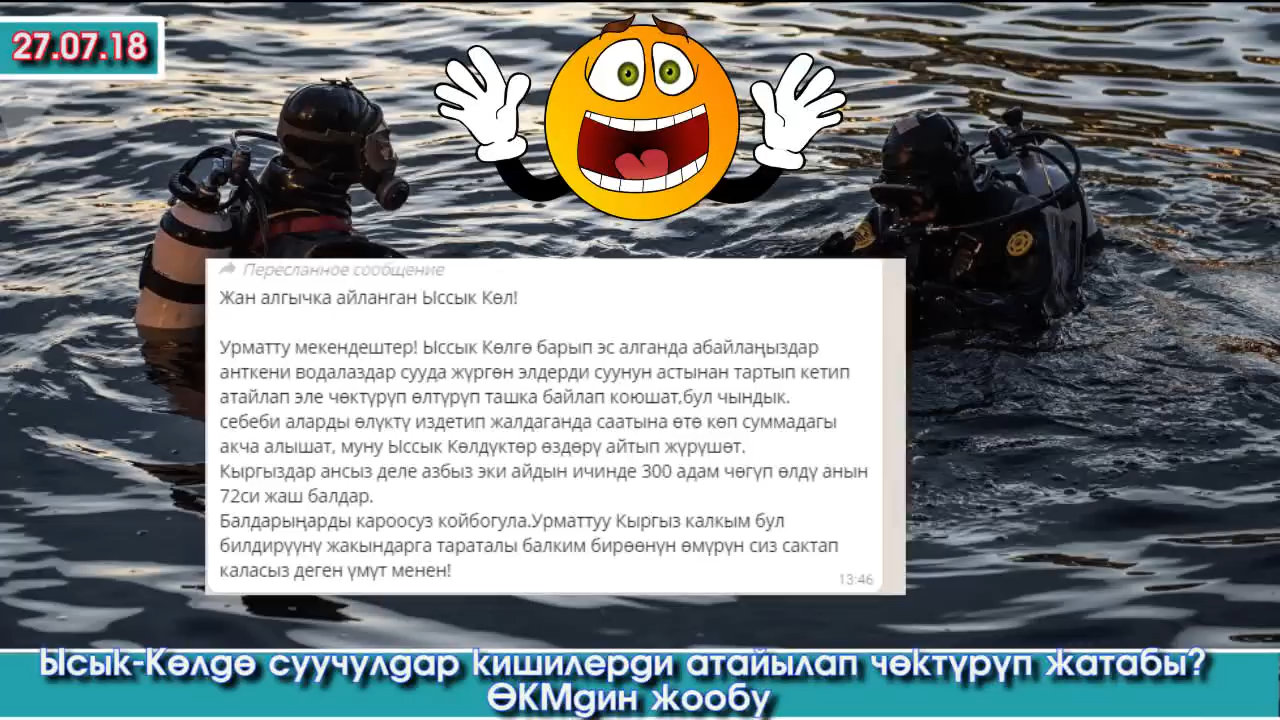 27.07.18
Пересланное сообщение
Жан алгычка айланган Ыссык Көл!
Урматту мекендештер! Ыссык Көлгө барып эс алганда абайлаңыздар
анткени водалаздар сууда жүргөн элдерди суунун астынан тартып кетип
атайлап эле чөктүрүп өлтүрүп ташка байлап коюшат,бул чындык.
себеби аларды өлүктү издетип жалдаганда саатына өтө көп суммадагы
акча алышат, муну Ыссык Көлдүктөр өздөрү айтып жүрүшөт.
Кыргыздар ансыз деле азбыз эки айдын ичинде 300 адам чөгүп өлдү анын
72си жаш балдар.
Балдарыңарды кароосуз койбогула.Урматтуу Кыргыз калкым бул
билдирүүнү жакындарга тараталы балким бирөөнүн өмүрүн сиз сактап
каласыз деген үмүт менен!
13:46
Ысык-Көлдө суучулдар кишилерди атайылап чөктүрүп жатабы?
ӨКМдин жообу